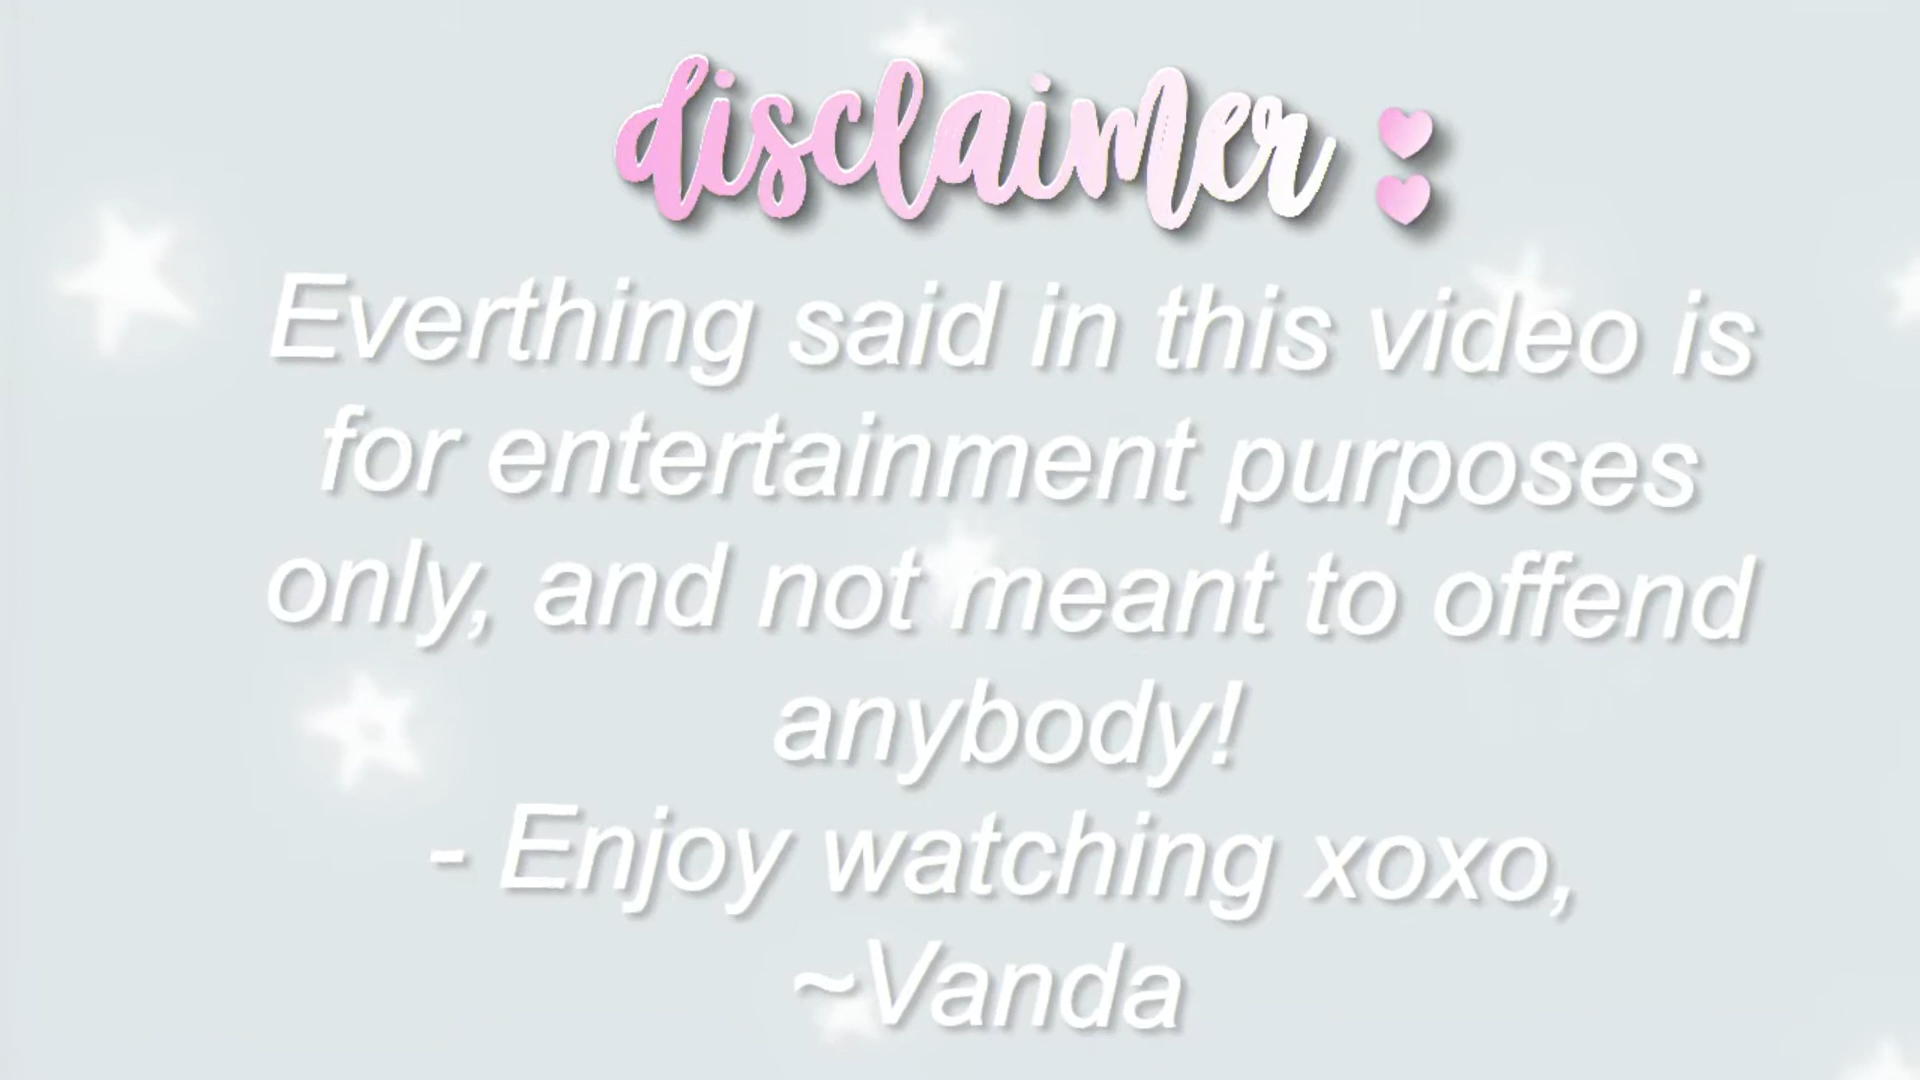 disclaimer :
Everthing said in this video is
for entertainment purposes
only, and not meant to offend
anybody!
- Enjoy watching xoxo,
~Vanda